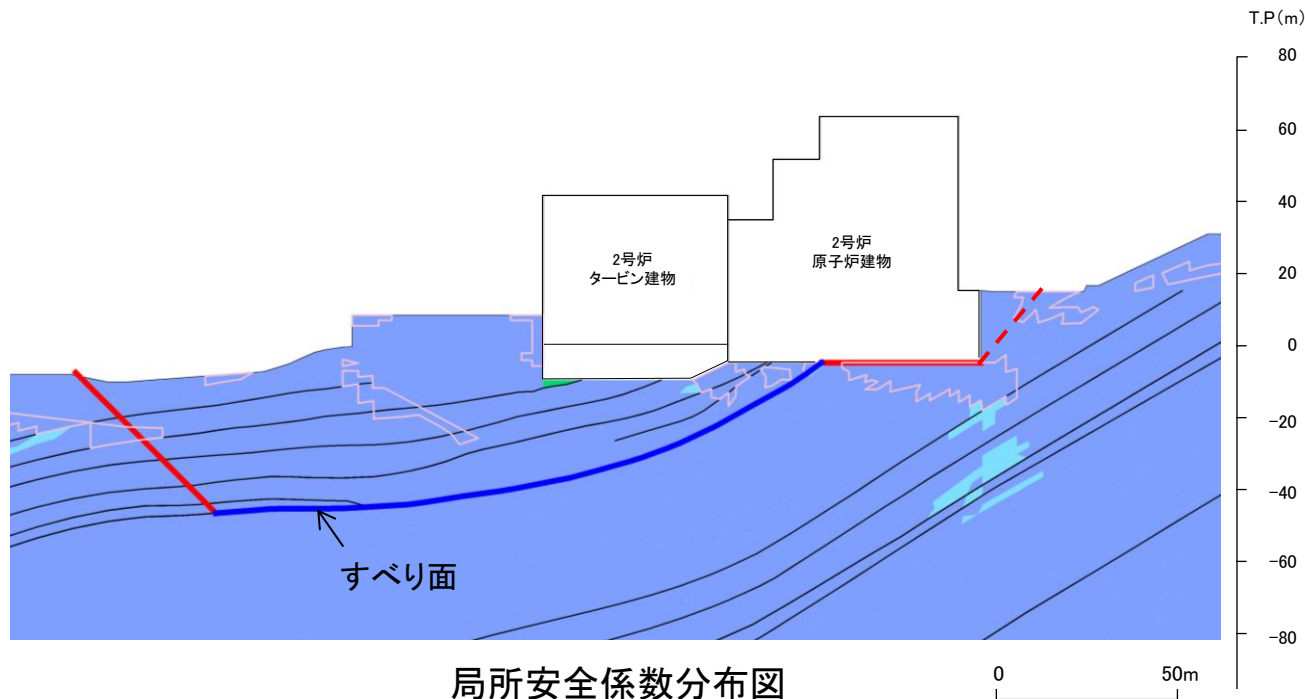 T.P(m)
80
60
40
20
0
-20
-40
-60
-80
2号炉
タービン建物
2号炉
原子炉建物
すべり面
局所安全係数分布図
0
50m